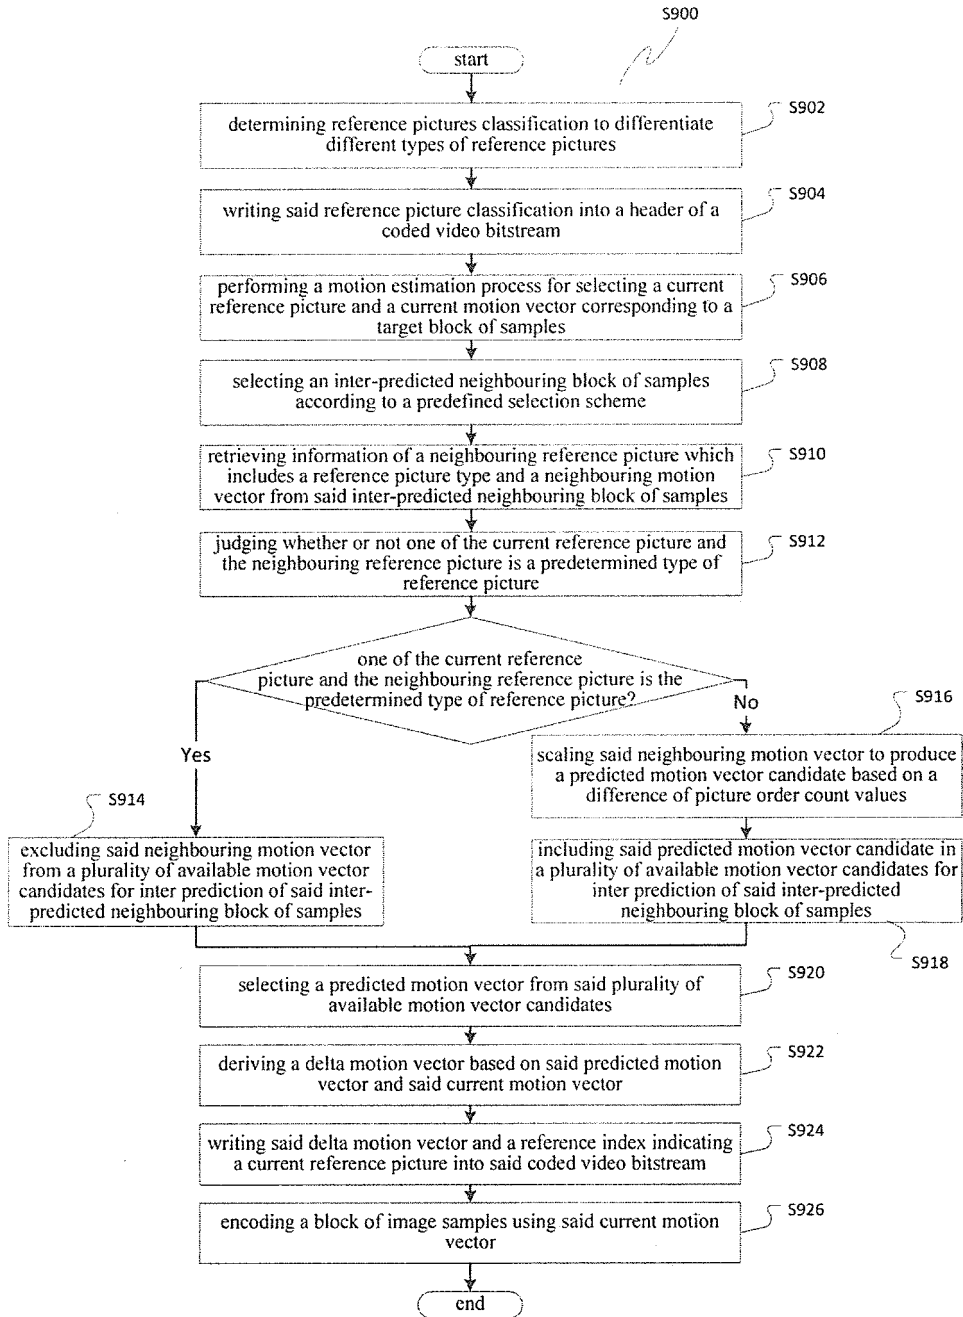 S900
start
S902
determining reference pictures classification to differentiate
different types of reference pictures
S904
writing said reference picture classification into a header of a
coded video bitstream
S906
performing a motion estimation process for selecting a current
reference picture and a current motion vector corresponding to a
target block of samples
S908
selecting an inter-predicted neighbouring block of samples
according to a predefined selection scheme
S910
retrieving information of a neighbouring reference picture which
includes a reference picture type and a neighbouring motion
vector from said inter-predicted neighbouring block of samples
S912
judging whether or not one of the current reference picture and
the neighbouring reference picture is a predetermined type of
reference picture
one of the current reference
picture and the neighbouring reference picture is the
predetermined type of reference picture?
Yes
No
S914
excluding said neighbouring motion vector
from a plurality of available motion vector
candidates for inter prediction of said inter-
predicted neighbouring block of samples
S916
scaling said neighbouring motion vector to produce
a predicted motion vector candidate based on a
difference of picture order count values
including said predicted motion vector candidate in
a plurality of available motion vector candidates for
inter prediction of said inter-predicted
neighbouring block of samples
S918
S920
selecting a predicted motion vector from said plurality of
available motion vector candidates
S922
deriving a delta motion vector based on said predicted motion
vector and said current motion vector
S924
writing said delta motion vector and a reference index indicating
a current reference picture into said coded video bitstream
S926
encoding a block of image samples using said current motion
vector
end